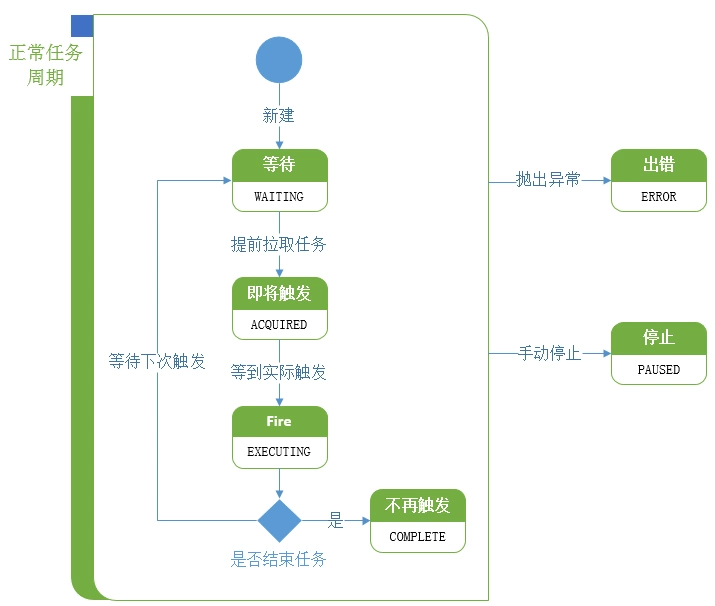 正常任务
周期
新建
等待
WAITING
提前拉取任务
即将触发
ACQUIRED
等待下次触发
等到实际触发
Fire
EXECUTING
是
不再触发
COMPLETE
是否结束任务
抛出异常
出错
ERROR
手动停止
停止
PAUSED